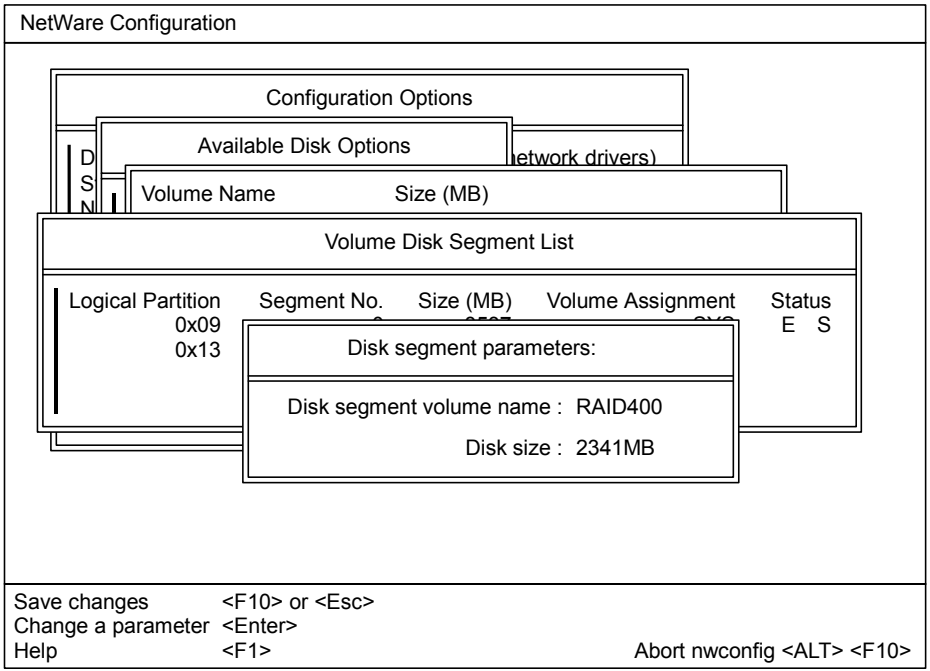 NetWare Configuration
Configuration Options
Available Disk Options
network drivers)
Volume Name Size (MB)
Volume Disk Segment List
Logical Partition Segment No. Size (MB) Volume Assignment Status
0x09 E S
0x13
Disk segment parameters:
Disk segment volume name : RAID400
Disk size : 2341MB
Save changes <F10> or <Esc>
Change a parameter <Enter>
Help <F1> Abort nwconfig <ALT> <F10>